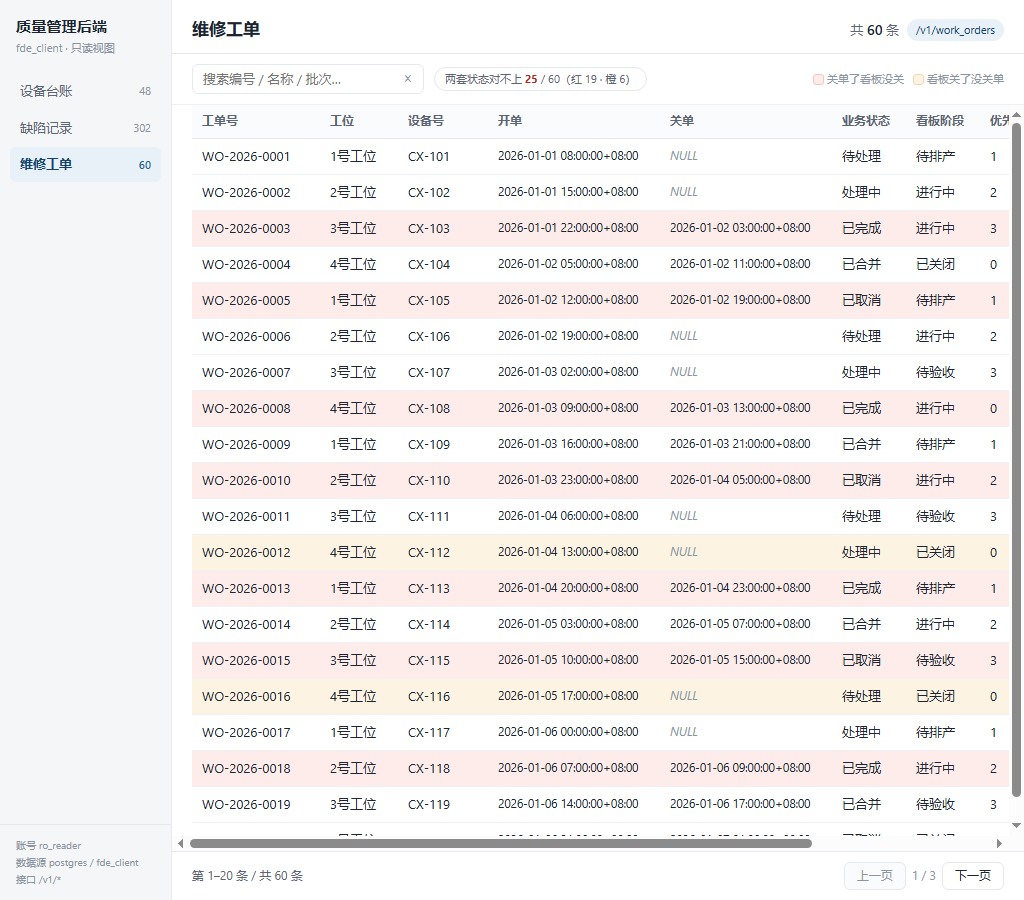 质量管理后端
fde_client · 只读视图
设备台账 48
缺陷记录 302
维修工单 60
账号 ro_reader
数据源 postgres / fde_client
接口 /v1/*
维修工单
共 60 条 /v1/work_orders
搜索编号 / 名称 / 批次... ×
两套状态对不上 25 / 60（红 19 · 橙 6）
关单了看板没关 看板关了没关单
工单号 工位 设备号 开单 关单 业务状态 看板阶段
WO-2026-0001 1号工位 CX-101 2026-01-01 08:00:00+08:00 NULL 待处理 待排产 1
WO-2026-0002 2号工位 CX-102 2026-01-01 15:00:00+08:00 NULL 处理中 进行中 2
WO-2026-0003 3号工位 CX-103 2026-01-01 22:00:00+08:00 2026-01-02 03:00:00+08:00 已完成 进行中 3
WO-2026-0004 4号工位 CX-104 2026-01-02 05:00:00+08:00 2026-01-02 11:00:00+08:00 已合并 已关闭 0
WO-2026-0005 1号工位 CX-105 2026-01-02 12:00:00+08:00 2026-01-02 19:00:00+08:00 已取消 待排产 1
WO-2026-0006 2号工位 CX-106 2026-01-02 19:00:00+08:00 NULL 待处理 进行中 2
WO-2026-0007 3号工位 CX-107 2026-01-03 02:00:00+08:00 NULL 处理中 待验收 3
WO-2026-0008 4号工位 CX-108 2026-01-03 09:00:00+08:00 2026-01-03 13:00:00+08:00 已完成 进行中 0
WO-2026-0009 1号工位 CX-109 2026-01-03 16:00:00+08:00 2026-01-03 21:00:00+08:00 已合并 待排产 1
WO-2026-0010 2号工位 CX-110 2026-01-03 23:00:00+08:00 2026-01-04 05:00:00+08:00 已取消 进行中 2
WO-2026-0011 3号工位 CX-111 2026-01-04 06:00:00+08:00 NULL 待处理 待验收 3
WO-2026-0012 4号工位 CX-112 2026-01-04 13:00:00+08:00 NULL 处理中 已关闭 0
WO-2026-0013 1号工位 CX-113 2026-01-04 20:00:00+08:00 2026-01-04 23:00:00+08:00 已完成 待排产 1
WO-2026-0014 2号工位 CX-114 2026-01-05 03:00:00+08:00 2026-01-05 07:00:00+08:00 已合并 进行中 2
WO-2026-0015 3号工位 CX-115 2026-01-05 10:00:00+08:00 2026-01-05 15:00:00+08:00 已取消 待验收 3
WO-2026-0016 4号工位 CX-116 2026-01-05 17:00:00+08:00 NULL 待处理 已关闭 0
WO-2026-0017 1号工位 CX-117 2026-01-06 00:00:00+08:00 NULL 处理中 待排产 1
WO-2026-0018 2号工位 CX-118 2026-01-06 07:00:00+08:00 2026-01-06 09:00:00+08:00 已完成 进行中 2
WO-2026-0019 3号工位 CX-119 2026-01-06 14:00:00+08:00 2026-01-06 17:00:00+08:00 已合并 待验收 3
第 1–20 条 / 共 60 条 上一页 1 / 3 下一页